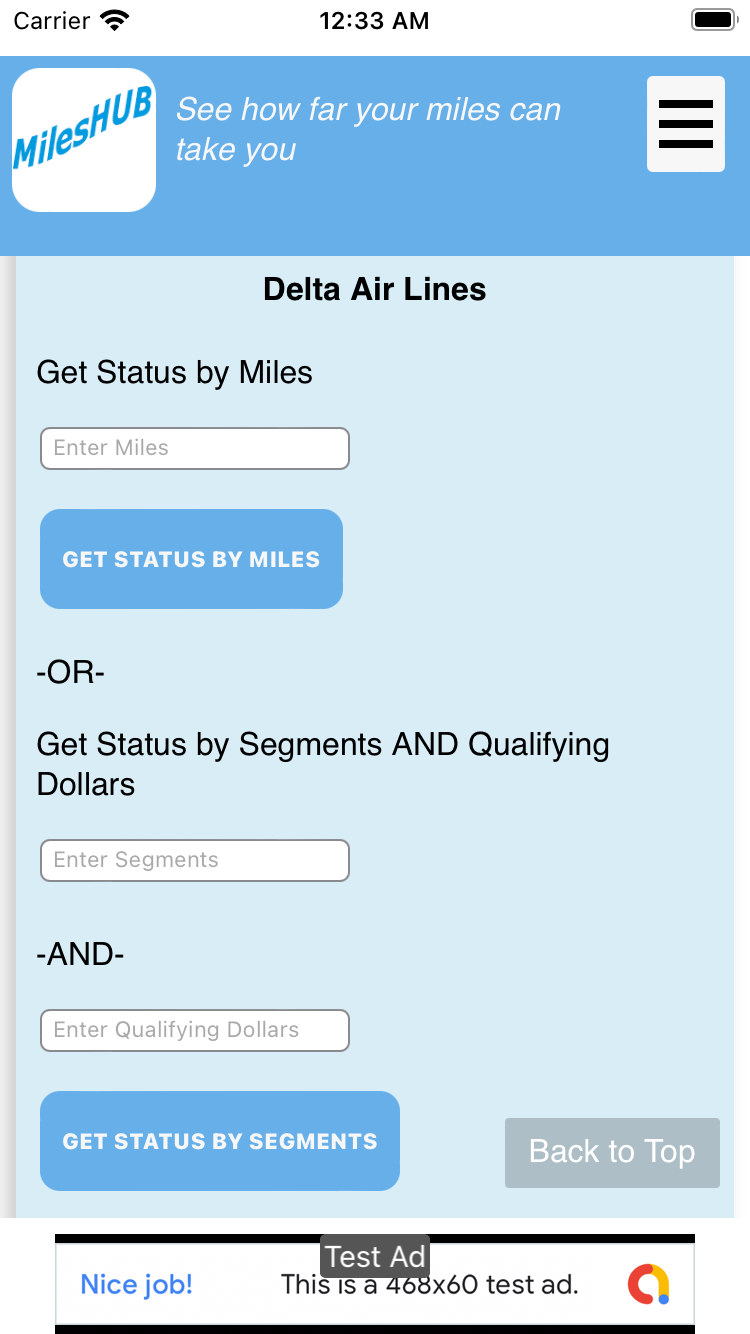 Carrier 12:33 AM
MilesHUB
See how far your miles can
take you
Delta Air Lines
Get Status by Miles
Enter Miles
GET STATUS BY MILES
-OR-
Get Status by Segments AND Qualifying
Dollars
Enter Segments
-AND-
Enter Qualifying Dollars
GET STATUS BY SEGMENTS
Back to Top
Test Ad
Nice job! This is a 468x60 test ad.